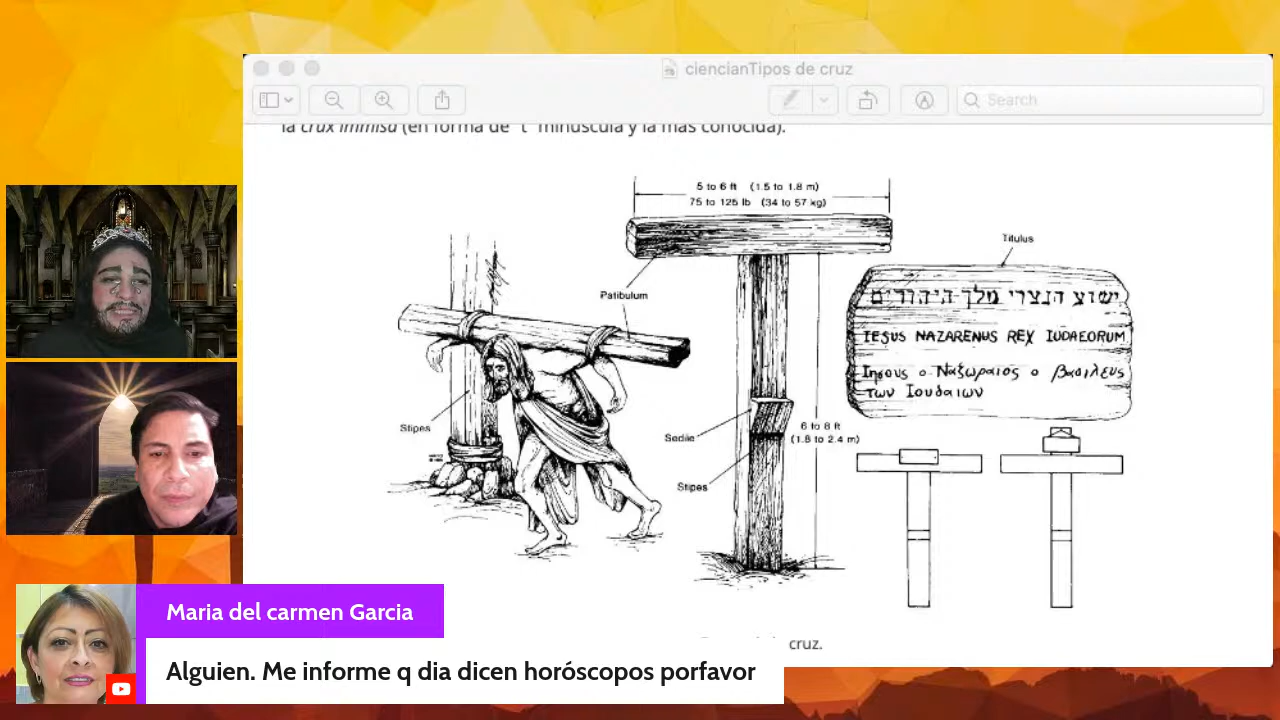 ciencianTipos de cruz
Search
la crux immisa (en forma de "t" minúscula y la más conocida).
5 to 6 ft (1.5 to 1.8 m)
75 to 125 lb (34 to 57 kg)
Titulus
Patibulum
ישוע הנצרי מלך היהודים
IESUS NAZARENUS REX IUDAEORUM
Ιησους ο Ναζωραιος ο βασιλευς
των Ιουδαιων
Stipes
Sedile
6 to 8 ft
(1.8 to 2.4 m)
Stipes
cruz.
Maria del carmen Garcia
Alguien. Me informe q dia dicen horóscopos porfavor